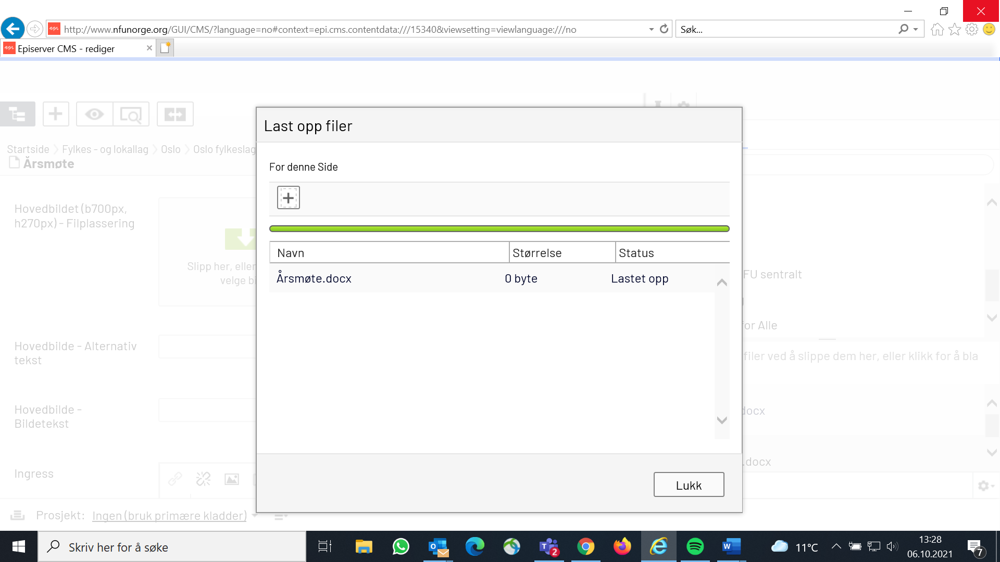 http://www.nfunorge.org/GUI/CMS/?language=no#context=epi.cms.contentdata:///15340&viewsetting=viewlanguage:///no
Søk...
epi Episerver CMS - rediger
Startside Fylkes - og lokallag Oslo Oslo fylkeslag
Årsmøte
Last opp filer
For denne Side
Navn Størrelse Status
Årsmøte.docx 0 byte Lastet opp
Lukk
Hovedbildet (b700px,
h270px) - Filplassering
Slipp her, eller
velge bi
Hovedbilde - Alternativ
tekst
Hovedbilde -
Bildetekst
Ingress
FU sentralt
for Alle
filer ved å slippe dem her, eller klikk for å bla
docx
.docx
Prosjekt: Ingen (bruk primære kladder)
Skriv her for å søke
2
11°C
13:28
06.10.2021
7